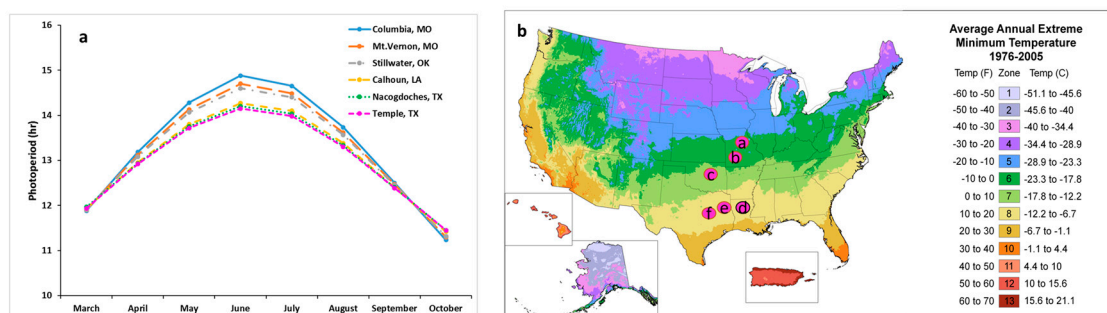 a
Photoperiod (hr)
16
15
14
13
12
11
10
March April May June July August September October
Columbia, MO
Mt.Vernon, MO
Stillwater, OK
Calhoun, LA
Nacogdoches, TX
Temple, TX
b
a
b
c
d
e
f
Average Annual Extreme
Minimum Temperature
1976-2005
Temp (F) Zone Temp (C)
-60 to -50 1 -51.1 to -45.6
-50 to -40 2 -45.6 to -40
-40 to -30 3 -40 to -34.4
-30 to -20 4 -34.4 to -28.9
-20 to -10 5 -28.9 to -23.3
-10 to 0 6 -23.3 to -17.8
0 to 10 7 -17.8 to -12.2
10 to 20 8 -12.2 to -6.7
20 to 30 9 -6.7 to -1.1
30 to 40 10 -1.1 to 4.4
40 to 50 11 4.4 to 10
50 to 60 12 10 to 15.6
60 to 70 13 15.6 to 21.1